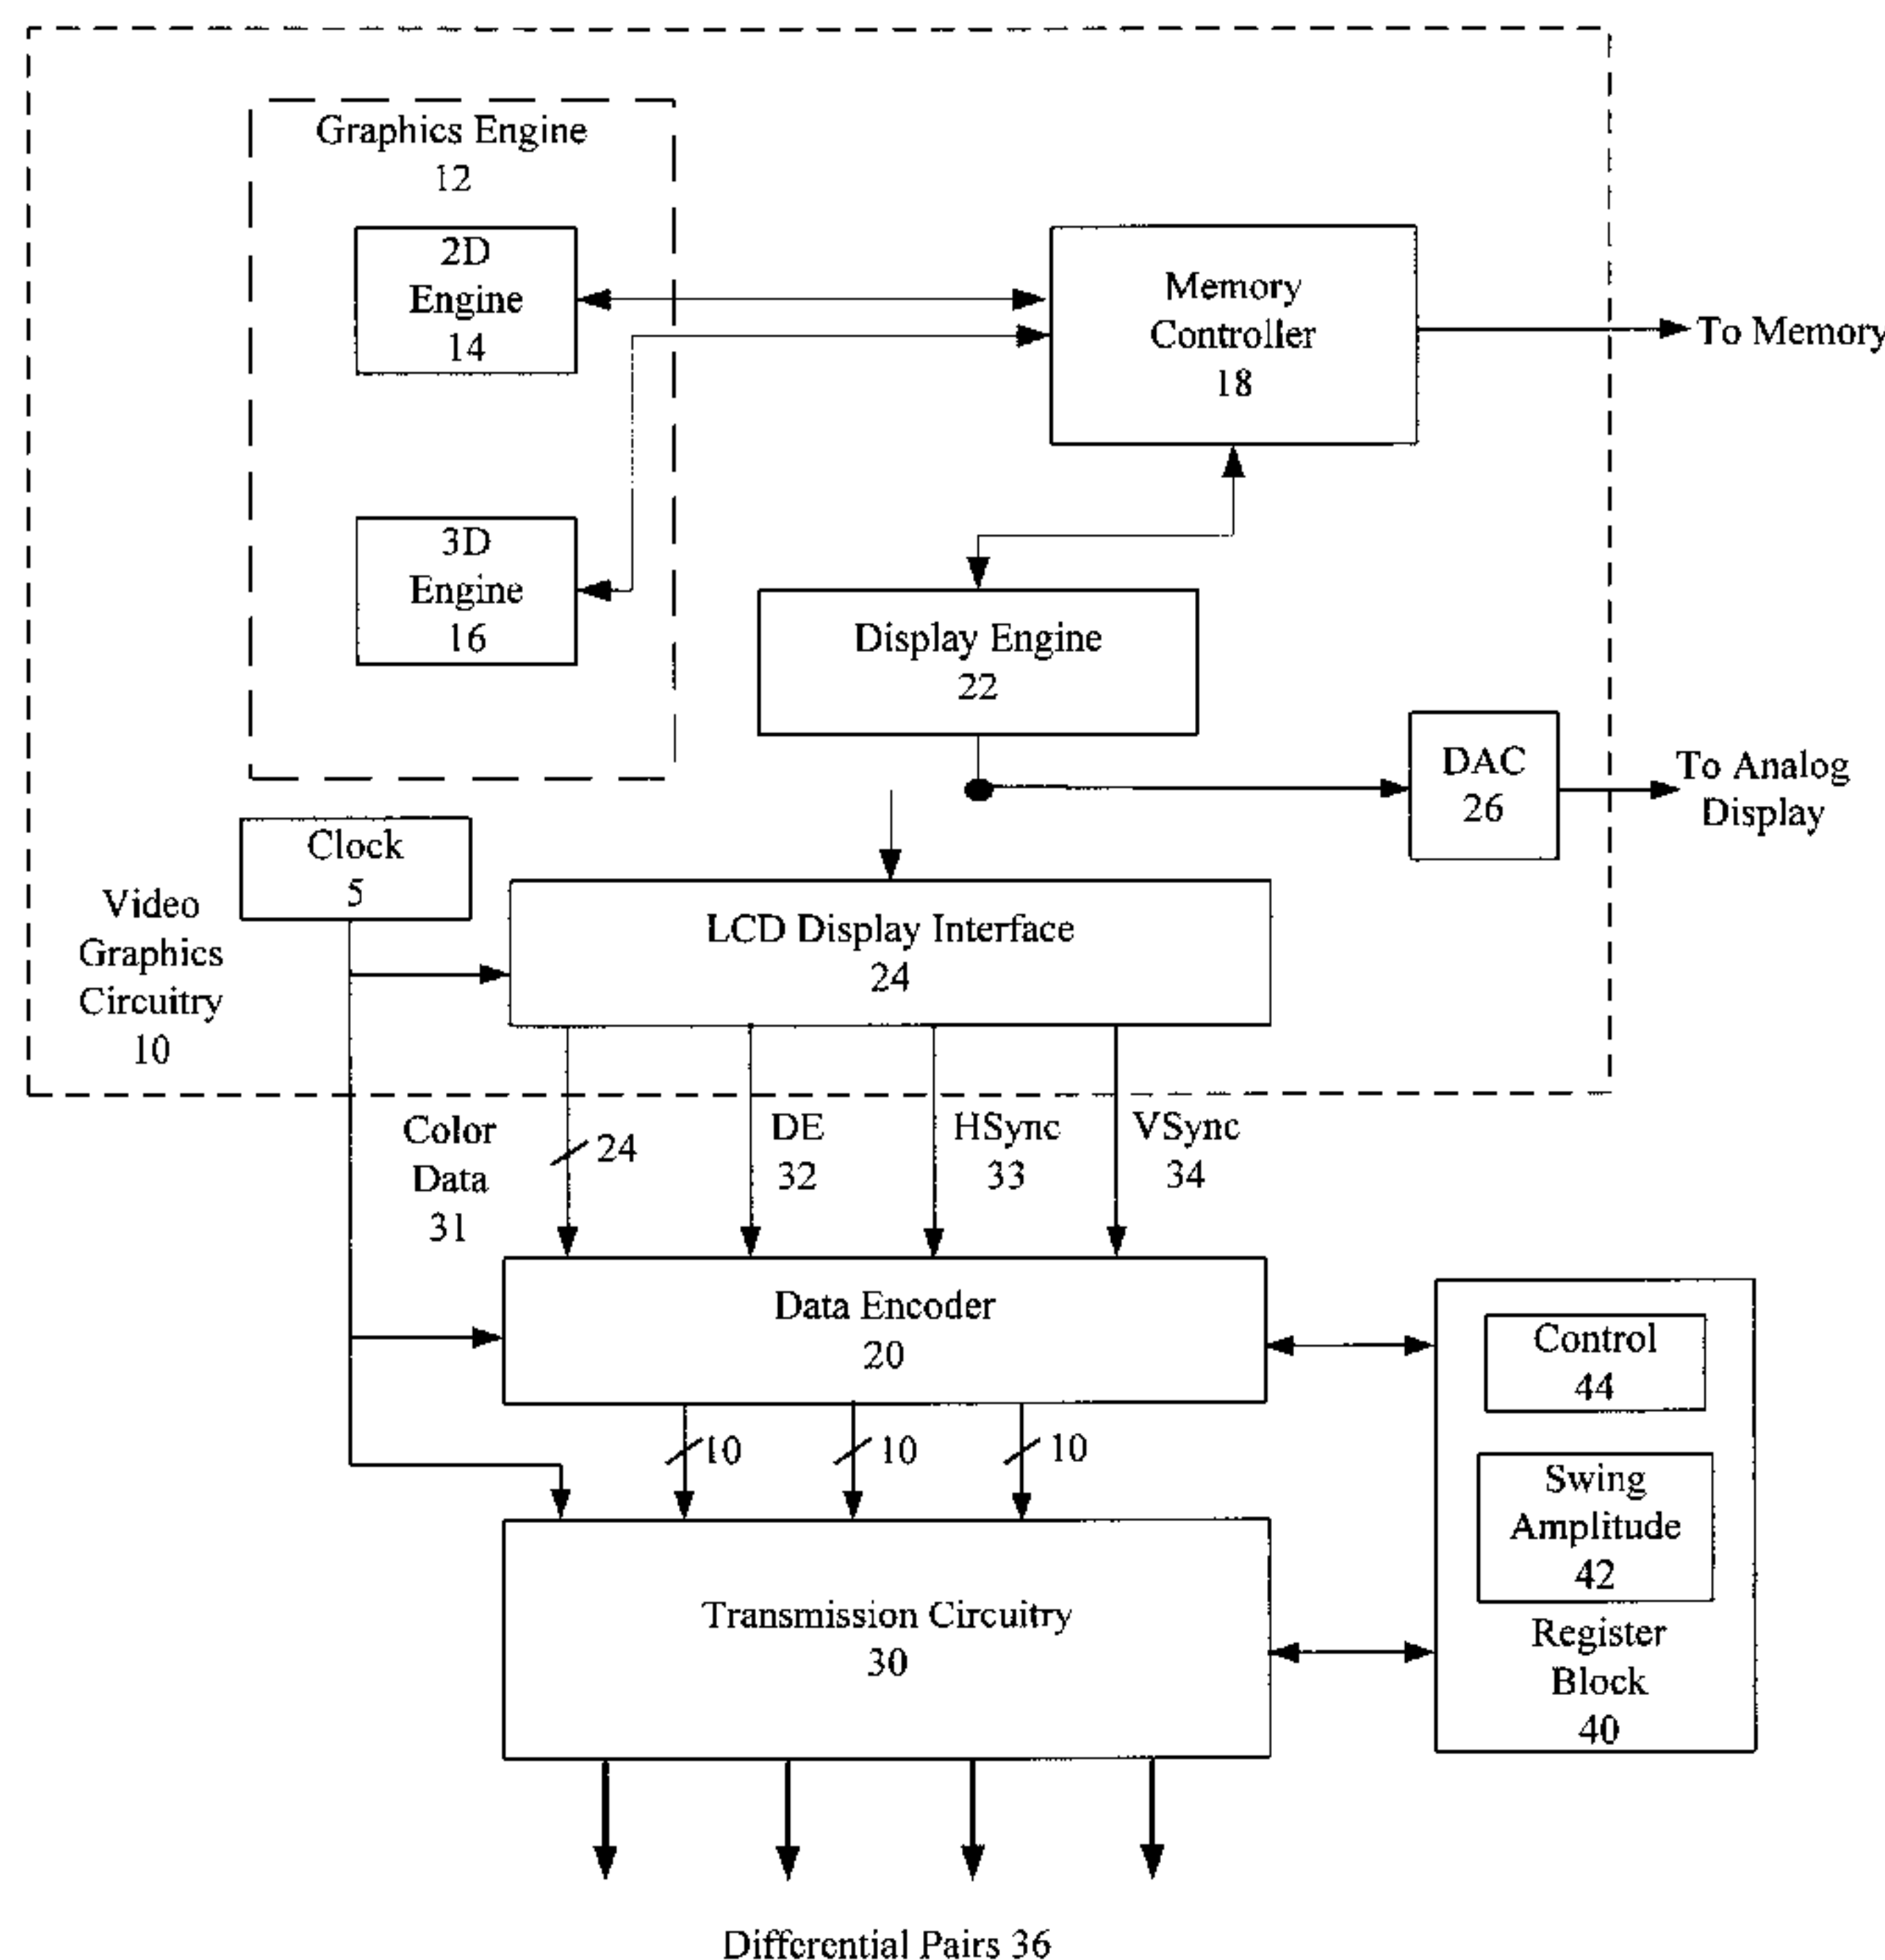 Graphics Engine
12
2D
Engine
14
Memory
Controller
18
To Memory
3D
Engine
16
Display Engine
22
DAC
26
To Analog
Display
Clock
5
Video
Graphics
Circuitry
10
LCD Display Interface
24
Color
Data
31
24
DE
32
HSync
33
VSync
34
Data Encoder
20
Control
44
10
10
10
Swing
Amplitude
42
Transmission Circuitry
30
Register
Block
40
Differential Pairs 36